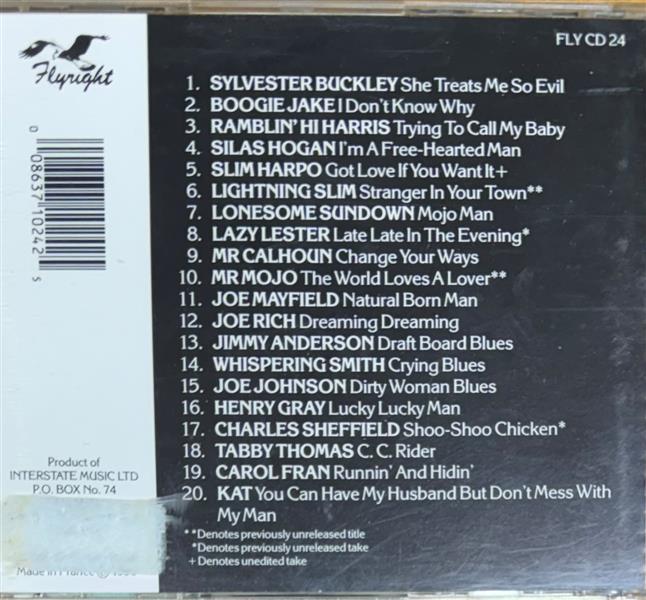 Flyright
FLY CD 24
1. SYLVESTER BUCKLEY She Treats Me So Evil
2. BOOGIE JAKE I Don't Know Why
3. RAMBLIN' HI HARRIS Trying To Call My Baby
4. SILAS HOGAN I'm A Free-Hearted Man
5. SLIM HARPO Got Love If You Want It+
6. LIGHTNING SLIM Stranger In Your Town**
7. LONESOME SUNDOWN Mojo Man
8. LAZY LESTER Late Late In The Evening*
9. MR CALHOUN Change Your Ways
10. MR MOJO The World Loves A Lover**
11. JOE MAYFIELD Natural Born Man
12. JOE RICH Dreaming Dreaming
13. JIMMY ANDERSON Draft Board Blues
14. WHISPERING SMITH Crying Blues
15. JOE JOHNSON Dirty Woman Blues
16. HENRY GRAY Lucky Lucky Man
17. CHARLES SHEFFIELD Shoo-Shoo Chicken*
18. TABBY THOMAS C. C. Rider
19. CAROL FRAN Runnin' And Hidin'
20. KAT You Can Have My Husband But Don't Mess With
My Man
**Denotes previously unreleased title
*Denotes previously unreleased take
+ Denotes unedited take
0 08637 10242 5
Product of
INTERSTATE MUSIC LTD
P.O. BOX No. 74
Made in France